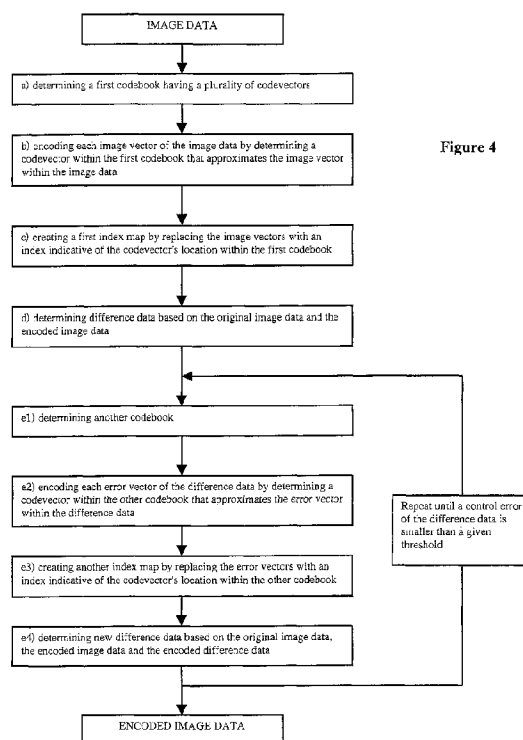 IMAGE DATA
a) determining a first codebook having a plurality of codevectors
b) encoding each image vector of the image data by determining a
codevector within the first codebook that approximates the image vector
within the image data
Figure 4
c) creating a first index map by replacing the image vectors with an
index indicative of the codevector's location within the first codebook
d) determining difference data based on the original image data and the
encoded image data
e1) determining another codebook
e2) encoding each error vector of the difference data by determining a
codevector within the other codebook that approximates the error vector
within the difference data
Repeat until a control error
of the difference data is
smaller than a given
threshold
e3) creating another index map by replacing the error vectors with an
index indicative of the codevector's location within the other codebook
e4) determining new difference data based on the original image data,
the encoded image data and the encoded difference data
ENCODED IMAGE DATA